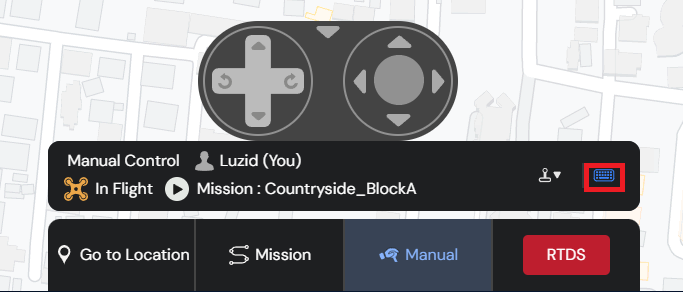 Manual Control Luzid (You)
In Flight Mission : Countryside_BlockA
Go to Location Mission Manual RTDS